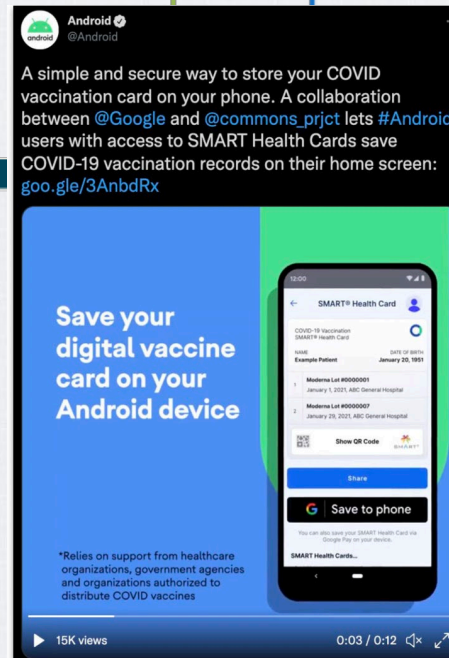 Android
@Android
android
A simple and secure way to store your COVID
vaccination card on your phone. A collaboration
between @Google and @commons_prjct lets #Android
users with access to SMART Health Cards save
COVID-19 vaccination records on their home screen:
goo.gle/3AnbdRx
Save your
digital vaccine
card on your
Android device
*Relies on support from healthcare
organizations, government agencies
and organizations authorized to
distribute COVID vaccines
12:00
SMART® Health Card
COVID-19 Vaccination
SMART® Health Card
NAME DATE OF BIRTH
Example Patient January 20, 1951
1 Moderna Lot #0000001
January 1, 2021, ABC General Hospital
2 Moderna Lot #0000007
January 29, 2021, ABC General Hospital
Show QR Code
SMART®
Share
G Save to phone
You can also save your SMART Health Card via
Google Pay on your device.
SMART Health Cards...
15K views
0:03 / 0:12